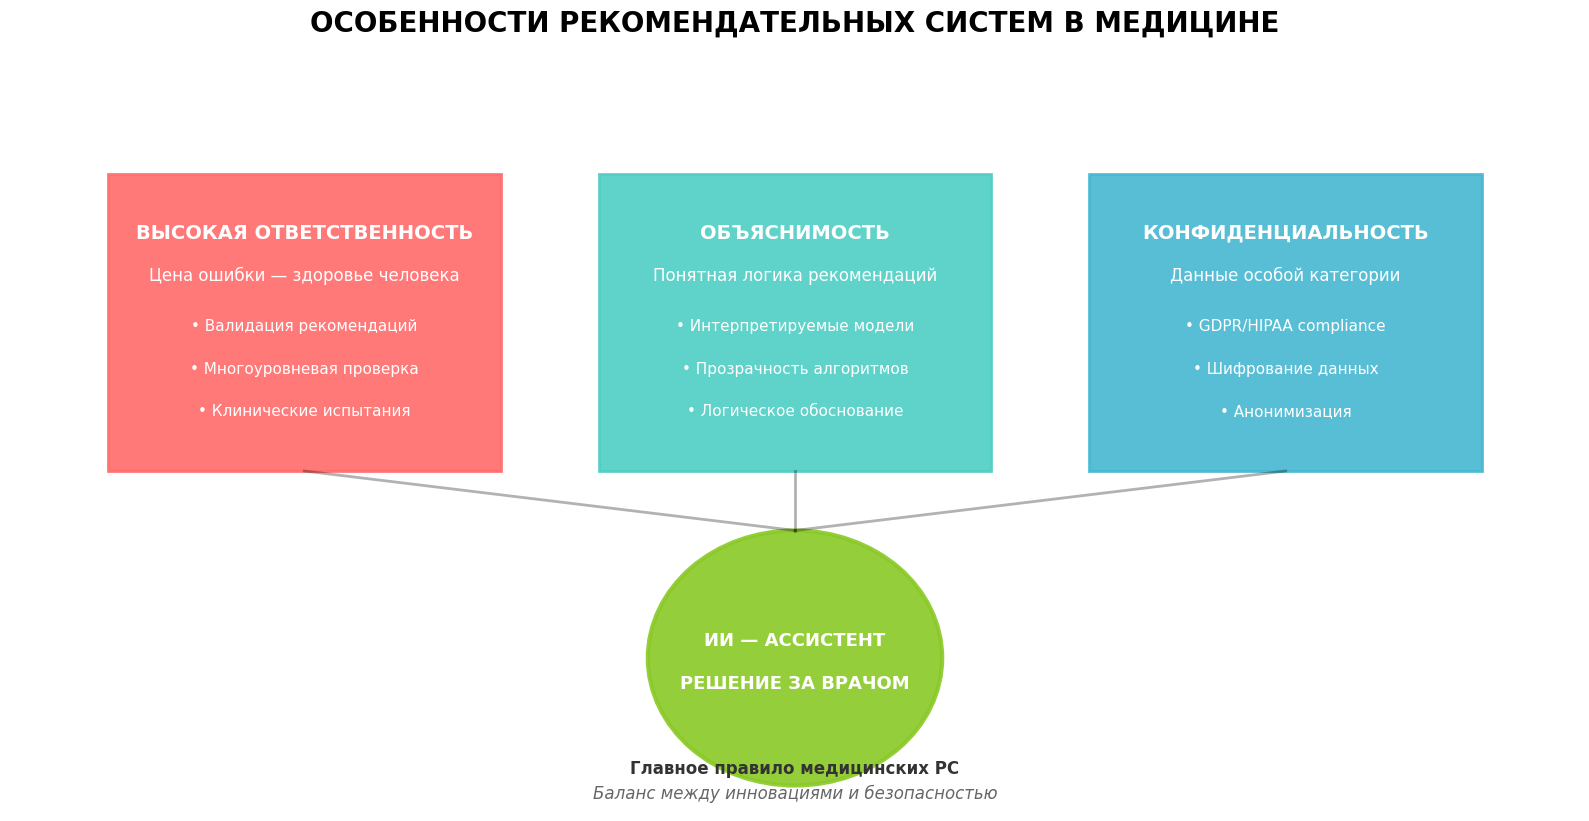 ОСОБЕННОСТИ РЕКОМЕНДАТЕЛЬНЫХ СИСТЕМ В МЕДИЦИНЕ
ВЫСОКАЯ ОТВЕТСТВЕННОСТЬ
Цена ошибки — здоровье человека
• Валидация рекомендаций
• Многоуровневая проверка
• Клинические испытания
ОБЪЯСНИМОСТЬ
Понятная логика рекомендаций
• Интерпретируемые модели
• Прозрачность алгоритмов
• Логическое обоснование
КОНФИДЕНЦИАЛЬНОСТЬ
Данные особой категории
• GDPR/HIPAA compliance
• Шифрование данных
• Анонимизация
ИИ — АССИСТЕНТ
РЕШЕНИЕ ЗА ВРАЧОМ
Главное правило медицинских РС
Баланс между инновациями и безопасностью